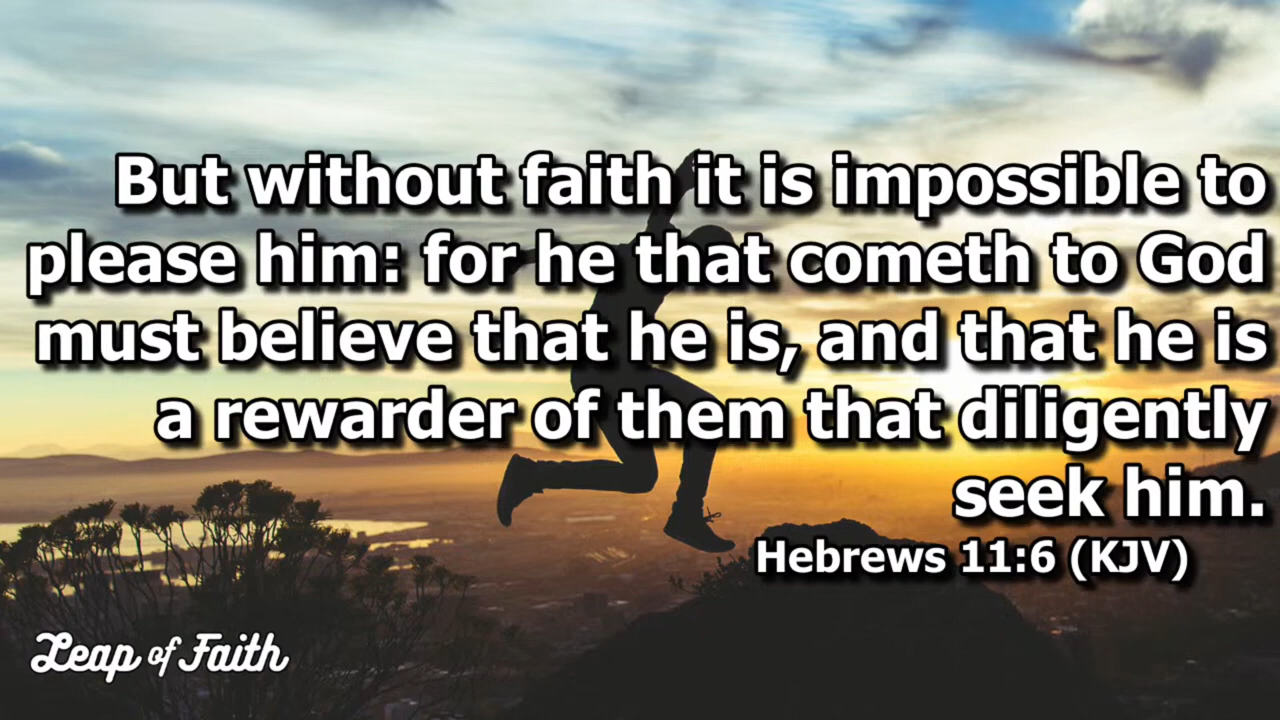 But without faith it is impossible to
please him: for he that cometh to God
must believe that he is, and that he is
a rewarder of them that diligently
seek him.
Hebrews 11:6 (KJV)
Leap of Faith